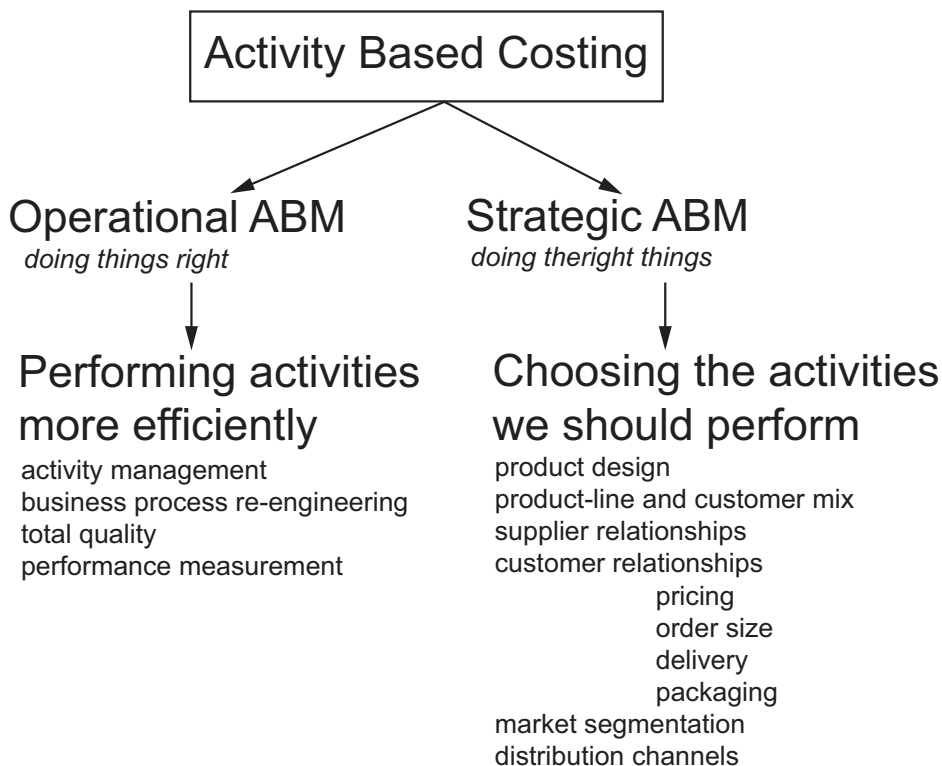 Activity Based Costing
Operational ABM
doing things right
Performing activities
more efficiently
activity management
business process re-engineering
total quality
performance measurement
Strategic ABM
doing theright things
Choosing the activities
we should perform
product design
product-line and customer mix
supplier relationships
customer relationships
pricing
order size
delivery
packaging
market segmentation
distribution channels